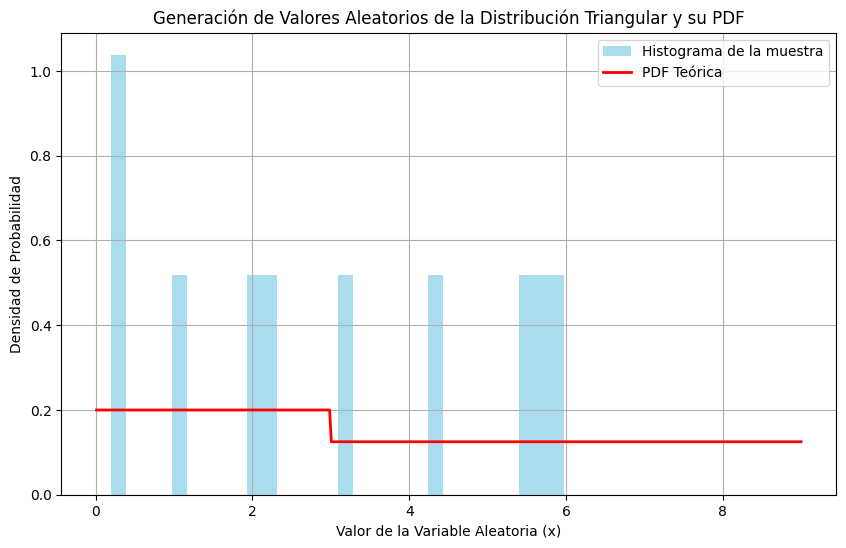 Generación de Valores Aleatorios de la Distribución Triangular y su PDF
Histograma de la muestra
PDF Teórica
Densidad de Probabilidad
1.0
0.8
0.6
0.4
0.2
0.0
0 2 4 6 8
Valor de la Variable Aleatoria (x)